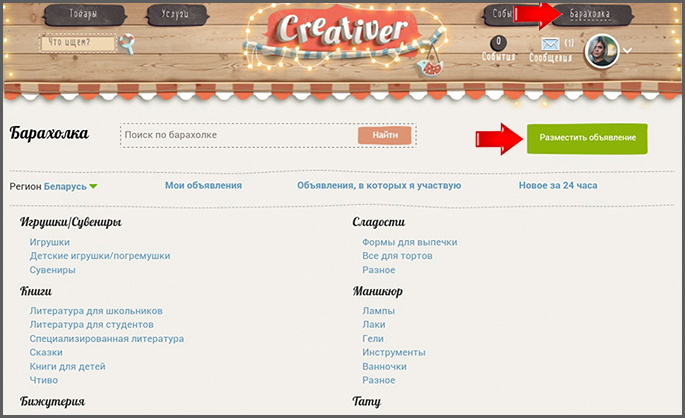 Товары Услуги Собы Барахолка
Creativer
Что ищем? 0 (1)
События Сообщения
Барахолка Поиск по барахолке Найти Разместить объявление
Регион Беларусь Мои объявления Объявления, в которых я участвую Новое за 24 часа
Игрушки/Сувениры
Игрушки
Детские игрушки/погремушки
Сувениры
Книги
Литература для школьников
Литература для студентов
Специализированная литература
Сказки
Книги для детей
Чтиво
Бижутерия
Сладости
Формы для выпечки
Все для тортов
Разное
Маникюр
Лампы
Лаки
Гели
Инструменты
Ванночки
Разное
Тату